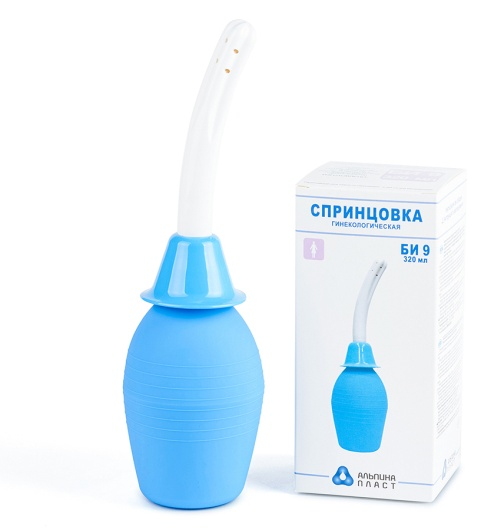 СПРИНЦОВКА
ГИНЕКОЛОГИЧЕСКАЯ
БИ 9
320 мл
АЛЬПИНА
ПЛАСТ